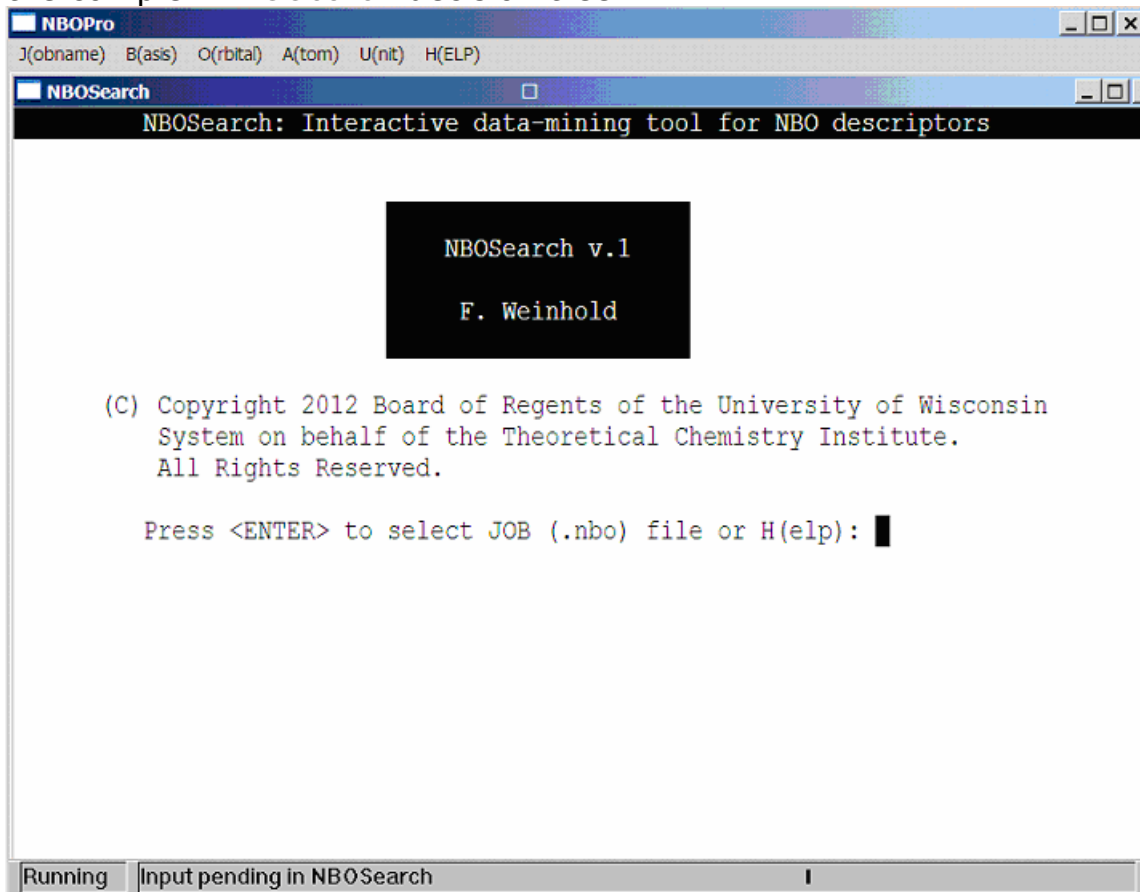 NBOPro
J(obname) B(asis) O(rbital) A(tom) U(nit) H(ELP)
NBOSearch
NBOSearch: Interactive data-mining tool for NBO descriptors
NBOSearch v.1
F. Weinhold
(C) Copyright 2012 Board of Regents of the University of Wisconsin
System on behalf of the Theoretical Chemistry Institute.
All Rights Reserved.
Press <ENTER> to select JOB (.nbo) file or H(elp):
Running Input pending in NBOSearch